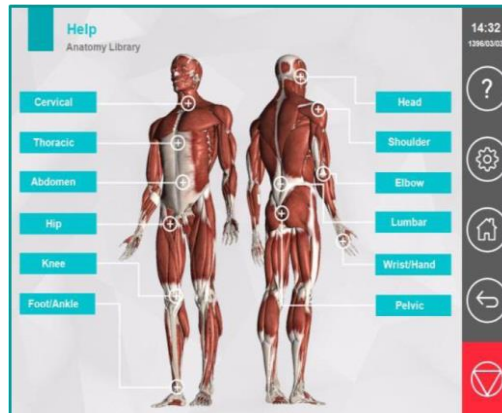 Help
Anatomy Library
14:32
1396/03/03
Cervical
Thoracic
Abdomen
Hip
Knee
Foot/Ankle
Head
Shoulder
Elbow
Lumbar
Wrist/Hand
Pelvic
?